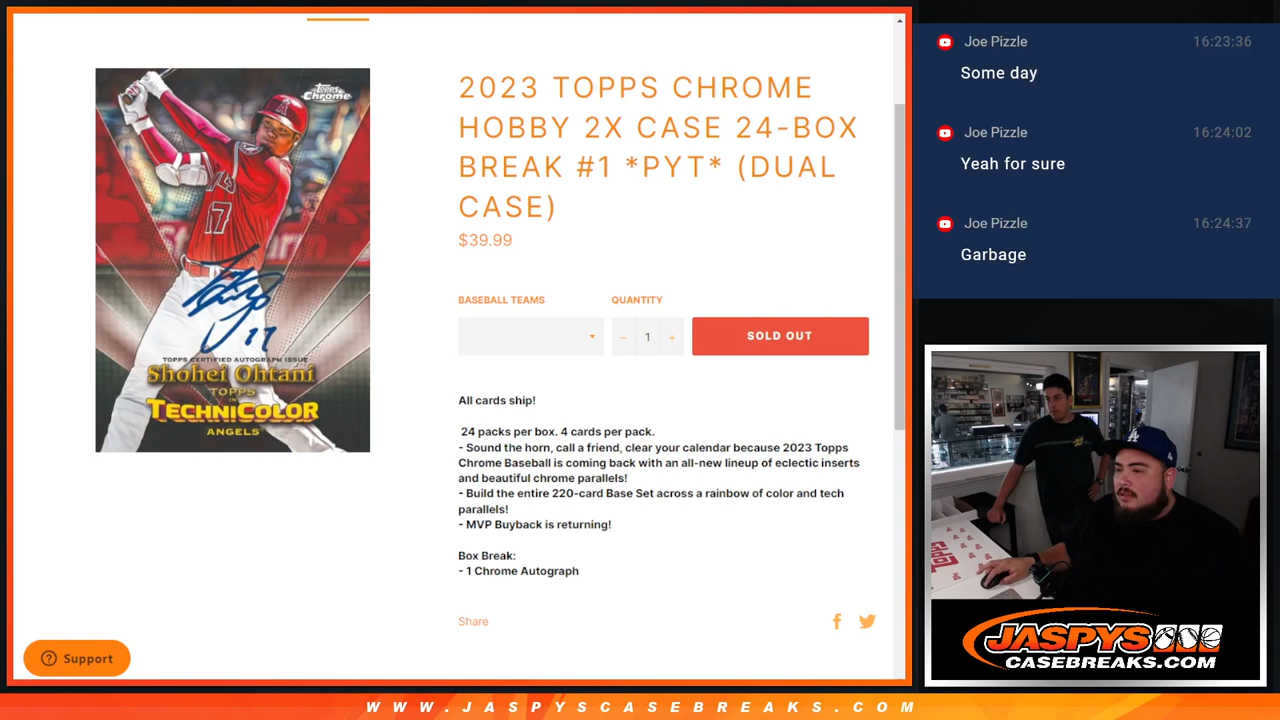 Topps
Chrome
A
17
TOPPS CERTIFIED AUTOGRAPH ISSUE
Shohei Ohtani
TOPPS
IN
TECHNICOLOR
ANGELS
2023 TOPPS CHROME
HOBBY 2X CASE 24-BOX
BREAK #1 *PYT* (DUAL
CASE)
$39.99
BASEBALL TEAMS
QUANTITY
− 1 +
SOLD OUT
All cards ship!
24 packs per box. 4 cards per pack.
- Sound the horn, call a friend, clear your calendar because 2023 Topps
Chrome Baseball is coming back with an all-new lineup of eclectic inserts
and beautiful chrome parallels!
- Build the entire 220-card Base Set across a rainbow of color and tech
parallels!
- MVP Buyback is returning!
Box Break:
- 1 Chrome Autograph
Share
Support
Joe Pizzle 16:23:36
Some day
Joe Pizzle 16:24:02
Yeah for sure
Joe Pizzle 16:24:37
Garbage
LA
JASPYS
CASEBREAKS.COM
WWW.JASPYSCASEBREAKS.COM